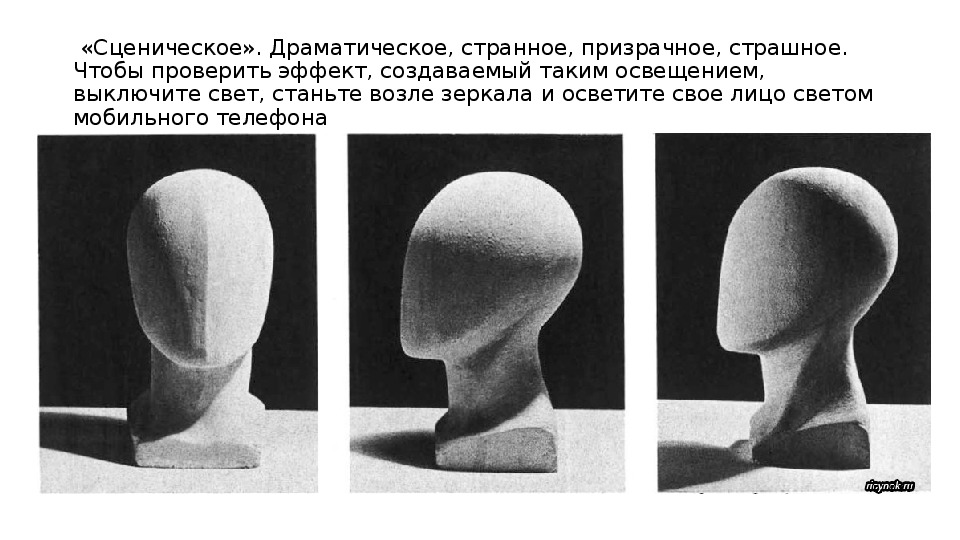 «Сценическое». Драматическое, странное, призрачное, страшное.
Чтобы проверить эффект, создаваемый таким освещением,
выключите свет, станьте возле зеркала и осветите свое лицо светом
мобильного телефона
ricynok.ru